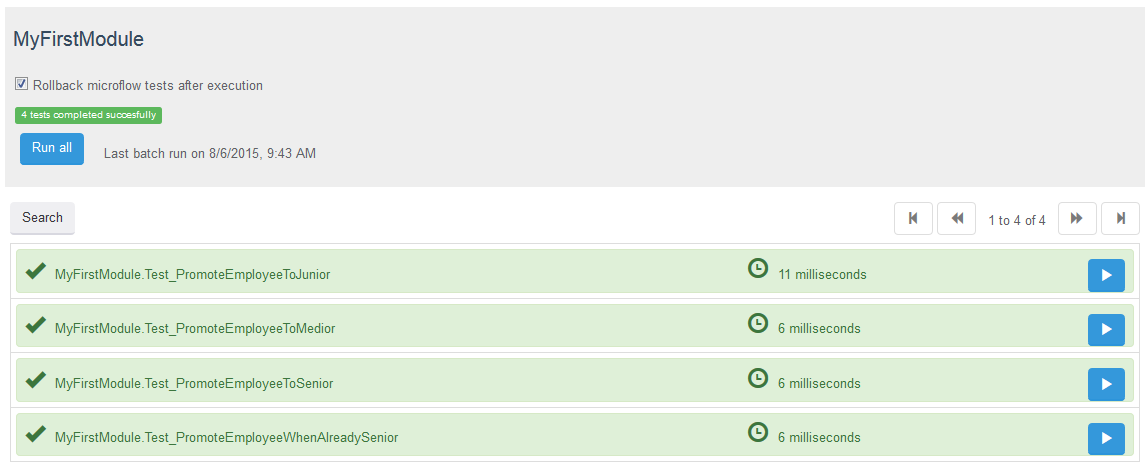 MyFirstModule
Rollback microflow tests after execution
4 tests completed succesfully
Run all Last batch run on 8/6/2015, 9:43 AM
Search 1 to 4 of 4
MyFirstModule.Test_PromoteEmployeeToJunior 11 milliseconds
MyFirstModule.Test_PromoteEmployeeToMedior 6 milliseconds
MyFirstModule.Test_PromoteEmployeeToSenior 6 milliseconds
MyFirstModule.Test_PromoteEmployeeWhenAlreadySenior 6 milliseconds